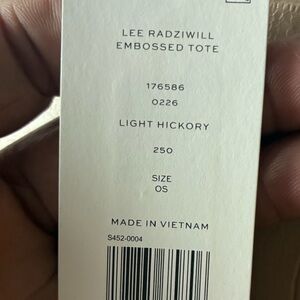 LEE RADZIWILL
EMBOSSED TOTE
176586
0226
LIGHT HICKORY
250
SIZE
OS
MADE IN VIETNAM
S452-0004